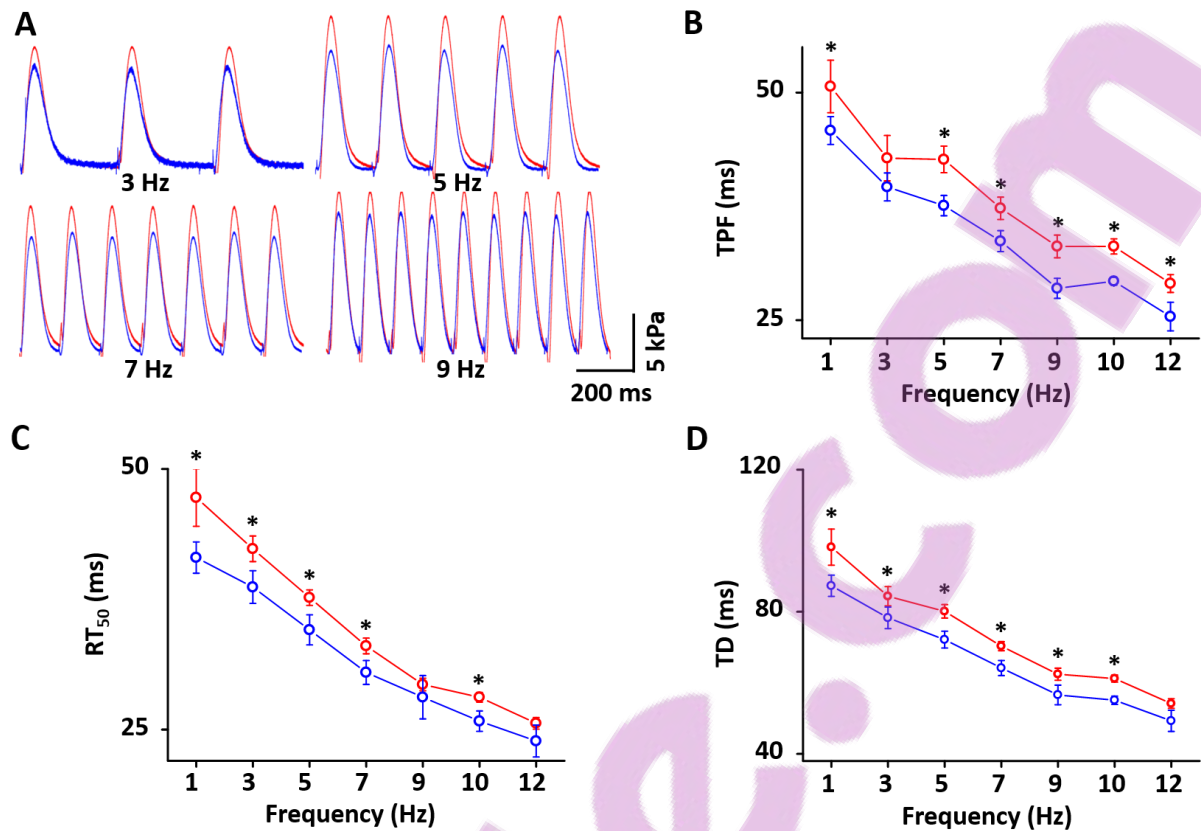 A
3 Hz
5 Hz
7 Hz
9 Hz
5 kPa
200 ms
B
TPF (ms)
50
25
* * * * * *
1 3 5 7 9 10 12
Frequency (Hz)
C
RT50 (ms)
50
25
* * * * *
1 3 5 7 9 10 12
Frequency (Hz)
D
TD (ms)
120
80
40
* * * * * *
1 3 5 7 9 10 12
Frequency (Hz)
e.com